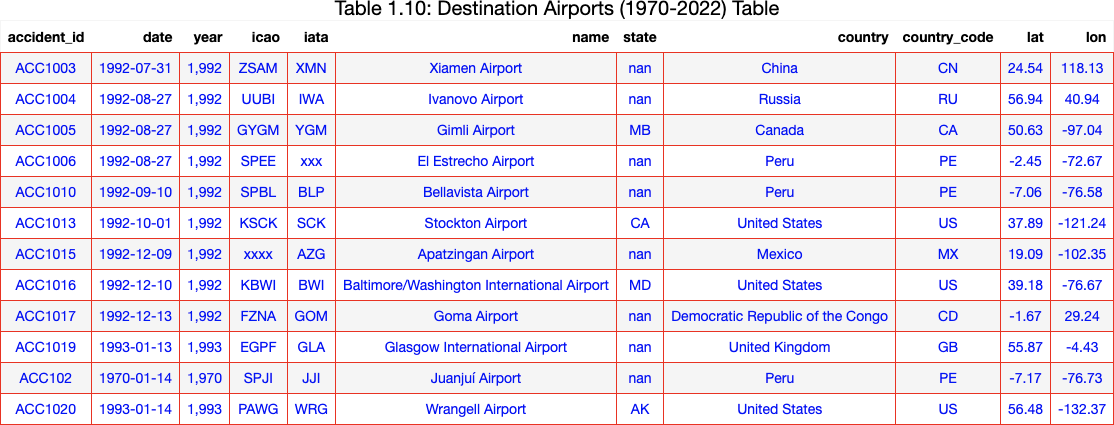 Table 1.10: Destination Airports (1970-2022) Table
accident_id date year icao iata name state country country_code lat lon
ACC1003 1992-07-31 1,992 ZSAM XMN Xiamen Airport nan China CN 24.54 118.13
ACC1004 1992-08-27 1,992 UUBI IWA Ivanovo Airport nan Russia RU 56.94 40.94
ACC1005 1992-08-27 1,992 GYGM YGM Gimli Airport MB Canada CA 50.63 -97.04
ACC1006 1992-08-27 1,992 SPEE xxx El Estrecho Airport nan Peru PE -2.45 -72.67
ACC1010 1992-09-10 1,992 SPBL BLP Bellavista Airport nan Peru PE -7.06 -76.58
ACC1013 1992-10-01 1,992 KSCK SCK Stockton Airport CA United States US 37.89 -121.24
ACC1015 1992-12-09 1,992 xxxx AZG Apatzingan Airport nan Mexico MX 19.09 -102.35
ACC1016 1992-12-10 1,992 KBWI BWI Baltimore/Washington International Airport MD United States US 39.18 -76.67
ACC1017 1992-12-13 1,992 FZNA GOM Goma Airport nan Democratic Republic of the Congo CD -1.67 29.24
ACC1019 1993-01-13 1,993 EGPF GLA Glasgow International Airport nan United Kingdom GB 55.87 -4.43
ACC102 1970-01-14 1,970 SPJI JJI Juanjuí Airport nan Peru PE -7.17 -76.73
ACC1020 1993-01-14 1,993 PAWG WRG Wrangell Airport AK United States US 56.48 -132.37